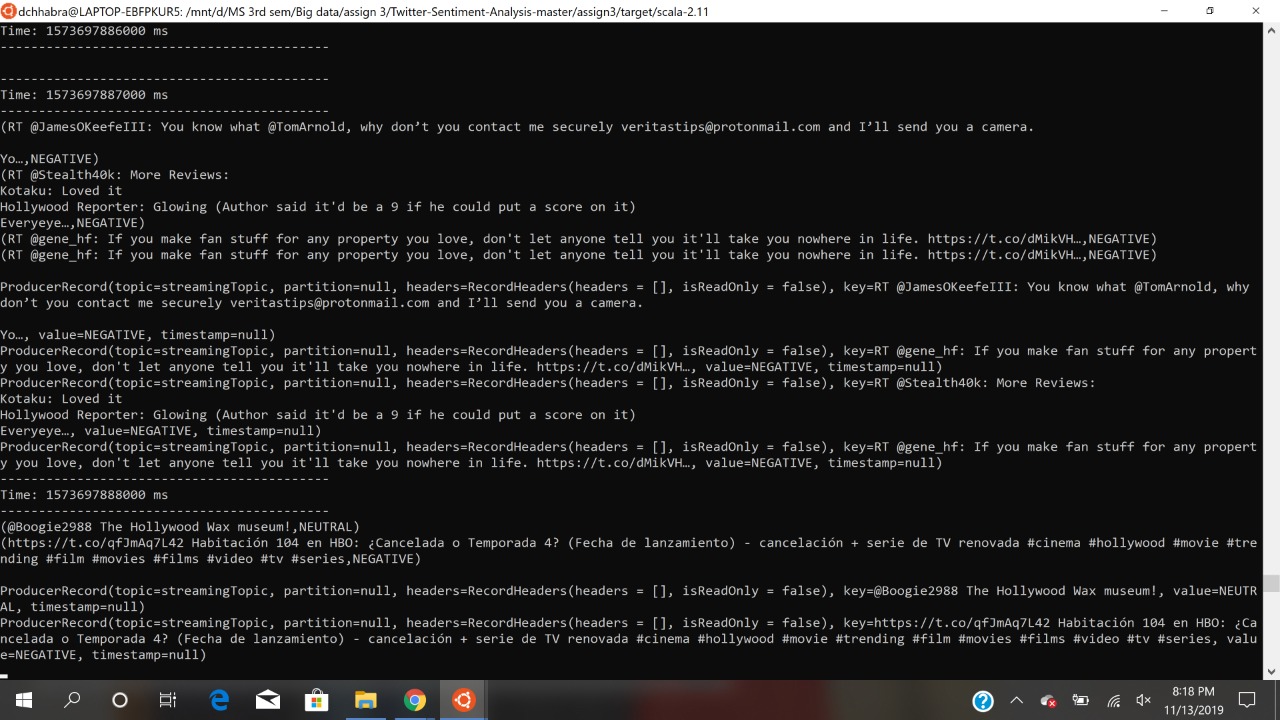 dchhabra@LAPTOP-EBFPKUR5: /mnt/d/MS 3rd sem/Big data/assign 3/Twitter-Sentiment-Analysis-master/assign3/target/scala-2.11
Time: 1573697886000 ms
-------------------------------------------
-------------------------------------------
Time: 1573697887000 ms
-------------------------------------------
(RT @JamesOKeefeIII: You know what @TomArnold, why don’t you contact me securely veritastips@protonmail.com and I’ll send you a camera.
Yo…,NEGATIVE)
(RT @Stealth40k: More Reviews:
Kotaku: Loved it
Hollywood Reporter: Glowing (Author said it'd be a 9 if he could put a score on it)
Everyeye…,NEGATIVE)
(RT @gene_hf: If you make fan stuff for any property you love, don't let anyone tell you it'll take you nowhere in life. https://t.co/dMikVH…,NEGATIVE)
(RT @gene_hf: If you make fan stuff for any property you love, don't let anyone tell you it'll take you nowhere in life. https://t.co/dMikVH…,NEGATIVE)
ProducerRecord(topic=streamingTopic, partition=null, headers=RecordHeaders(headers = [], isReadOnly = false), key=RT @JamesOKeefeIII: You know what @TomArnold, why
don’t you contact me securely veritastips@protonmail.com and I’ll send you a camera.
Yo…, value=NEGATIVE, timestamp=null)
ProducerRecord(topic=streamingTopic, partition=null, headers=RecordHeaders(headers = [], isReadOnly = false), key=RT @gene_hf: If you make fan stuff for any propert
y you love, don't let anyone tell you it'll take you nowhere in life. https://t.co/dMikVH…, value=NEGATIVE, timestamp=null)
ProducerRecord(topic=streamingTopic, partition=null, headers=RecordHeaders(headers = [], isReadOnly = false), key=RT @Stealth40k: More Reviews:
Kotaku: Loved it
Hollywood Reporter: Glowing (Author said it'd be a 9 if he could put a score on it)
Everyeye…, value=NEGATIVE, timestamp=null)
ProducerRecord(topic=streamingTopic, partition=null, headers=RecordHeaders(headers = [], isReadOnly = false), key=RT @gene_hf: If you make fan stuff for any propert
y you love, don't let anyone tell you it'll take you nowhere in life. https://t.co/dMikVH…, value=NEGATIVE, timestamp=null)
-------------------------------------------
Time: 1573697888000 ms
-------------------------------------------
(@Boogie2988 The Hollywood Wax museum!,NEUTRAL)
(https://t.co/qfJmAq7L42 Habitación 104 en HBO: ¿Cancelada o Temporada 4? (Fecha de lanzamiento) - cancelación + serie de TV renovada #cinema #hollywood #movie #tre
nding #film #movies #films #video #tv #series,NEGATIVE)
ProducerRecord(topic=streamingTopic, partition=null, headers=RecordHeaders(headers = [], isReadOnly = false), key=@Boogie2988 The Hollywood Wax museum!, value=NEUTR
AL, timestamp=null)
ProducerRecord(topic=streamingTopic, partition=null, headers=RecordHeaders(headers = [], isReadOnly = false), key=https://t.co/qfJmAq7L42 Habitación 104 en HBO: ¿Ca
ncelada o Temporada 4? (Fecha de lanzamiento) - cancelación + serie de TV renovada #cinema #hollywood #movie #trending #film #movies #films #video #tv #series, valu
e=NEGATIVE, timestamp=null)
8:18 PM
11/13/2019